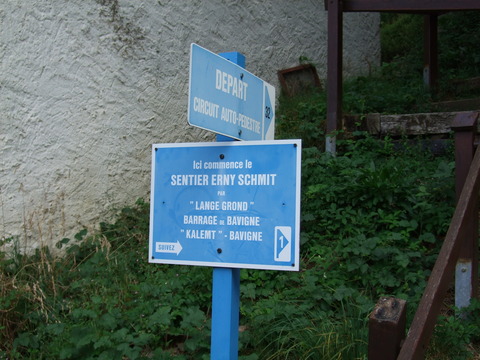 DEPART
CIRCUIT AUTO-PEDESTRE
32
Ici commence le
SENTIER ERNY SCHMIT
PAR
" LANGE GROND "
BARRAGE DE BAVIGNE
" KALEMT " - BAVIGNE
SUIVEZ
1